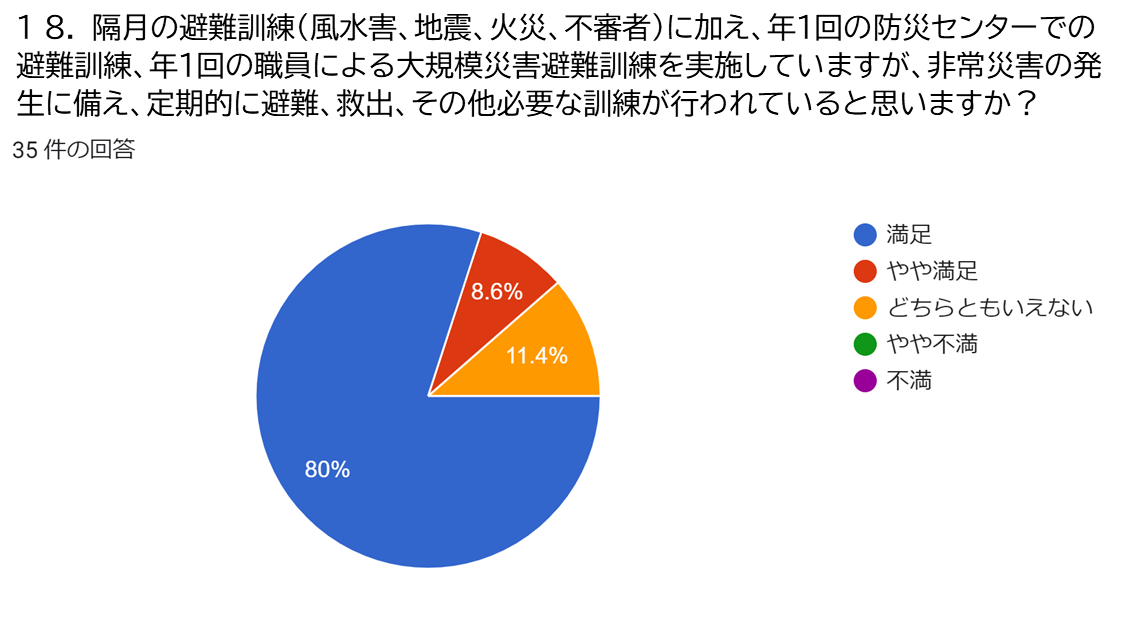 １８．隔月の避難訓練（風水害、地震、火災、不審者）に加え、年1回の防災センターでの
避難訓練、年1回の職員による大規模災害避難訓練を実施していますが、非常災害の発
生に備え、定期的に避難、救出、その他必要な訓練が行われていると思いますか？
35 件の回答
満足
やや満足
どちらともいえない
やや不満
不満
8.6%
11.4%
80%